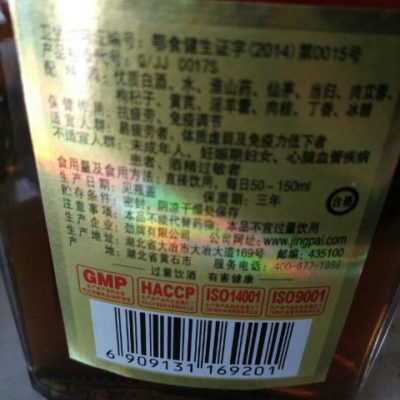 卫生许可证编号：鄂食健生证字(2014)第0015号
产品标准代号：Q/JJ 0017S
配料：优质白酒、水、淮山药、仙茅、当归、肉苁蓉、
枸杞子、黄芪、淫羊藿、肉桂、丁香、冰糖
保健作用：抗疲劳、免疫调节
适宜人群：易疲劳者、体质虚弱及免疫力低下者
不适宜人群：未成年人、妊娠期妇女、心脑血管疾病
患者、酒精过敏者
食用量及食用方法：直接饮用，每日50-150ml
生产日期：见瓶盖 保质期：三年
贮存条件：密封，阴凉干燥处保存
注意事项：本品不能代替药物；本品不宜过量饮用
生产企业：劲牌有限公司 公司网址：www.jingpai.com
生产地址：湖北省大冶市大冶大道169号 邮编：435100
产地：湖北省黄石市 服务电话：400-677-1988
过量饮酒 有害健康
合格
GMP
HACCP
ISO14001
ISO9001
6 909131 169201